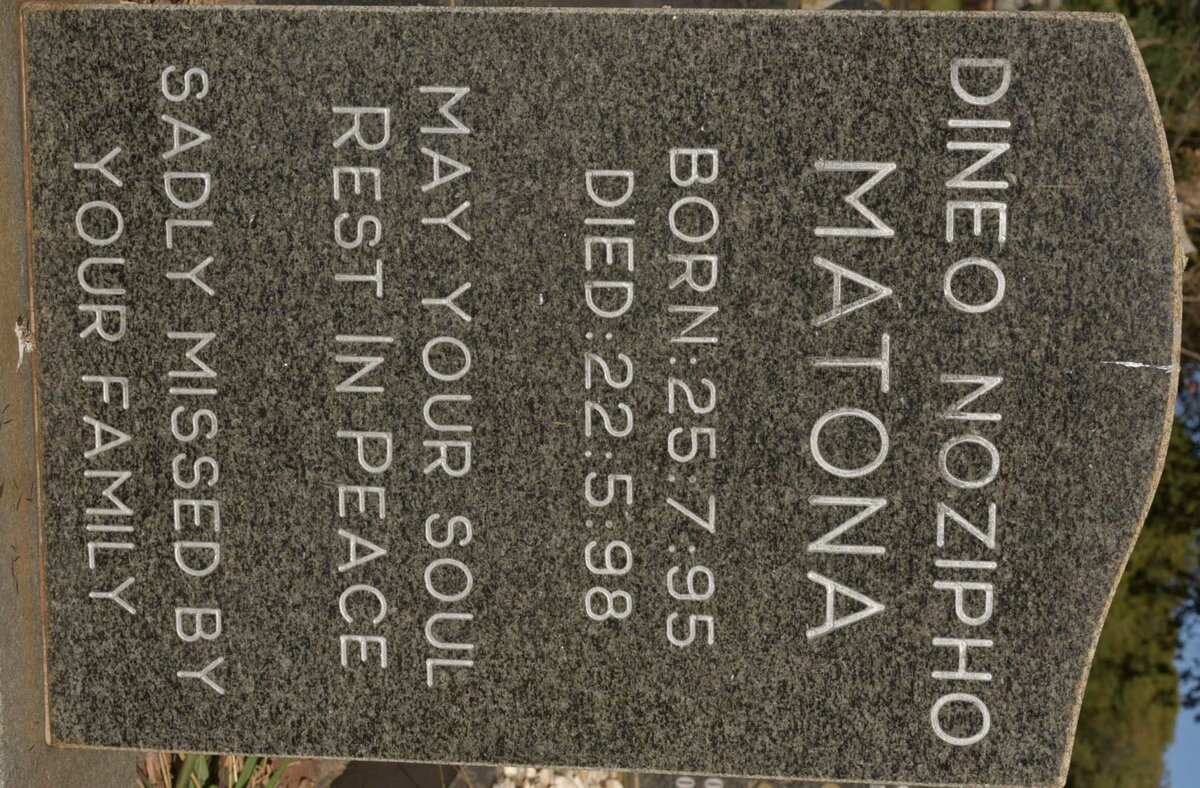 DINEO NOZIPHO
MATONA
BORN:25:7:95
DIED:22:5:98
MAY YOUR SOUL
REST IN PEACE
SADLY MISSED BY
YOUR FAMILY